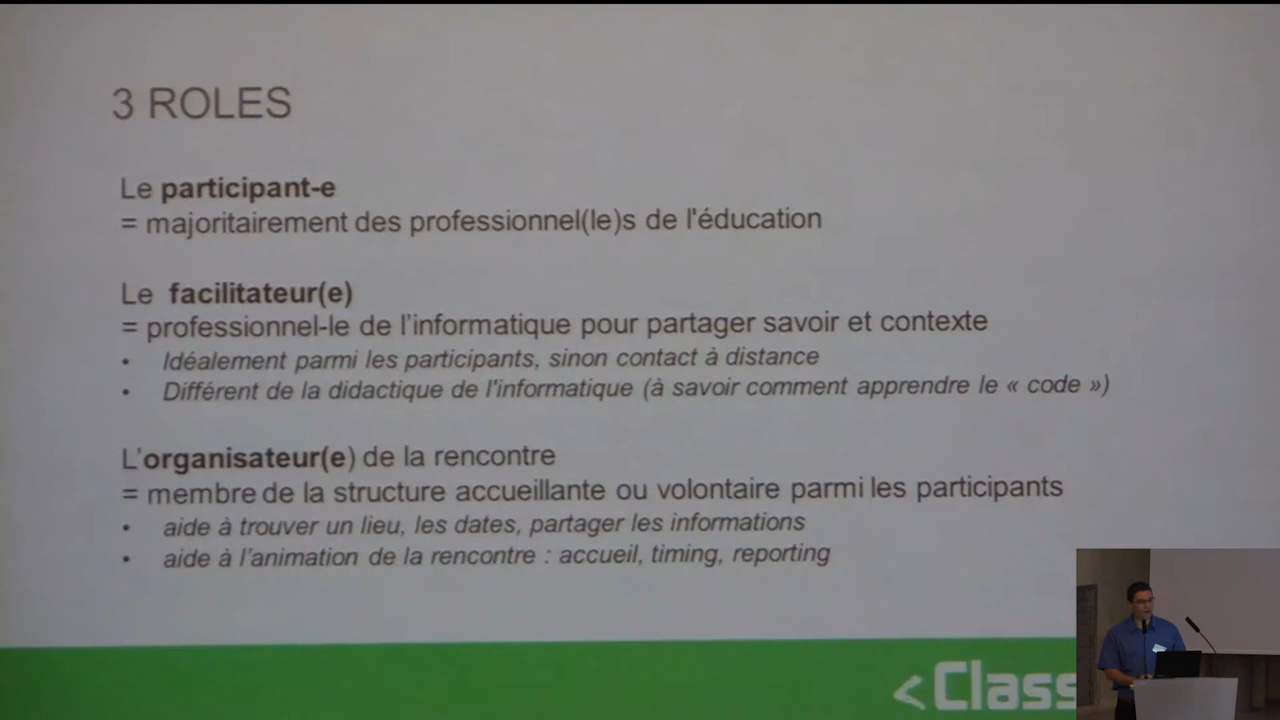 3 ROLES
Le participant-e
= majoritairement des professionnel(le)s de l'éducation
Le facilitateur(e)
= professionnel-le de l'informatique pour partager savoir et contexte
• Idéalement parmi les participants, sinon contact à distance
• Différent de la didactique de l'informatique (à savoir comment apprendre le « code »)
L'organisateur(e) de la rencontre
= membre de la structure accueillante ou volontaire parmi les participants
• aide à trouver un lieu, les dates, partager les informations
• aide à l'animation de la rencontre : accueil, timing, reporting
<Class